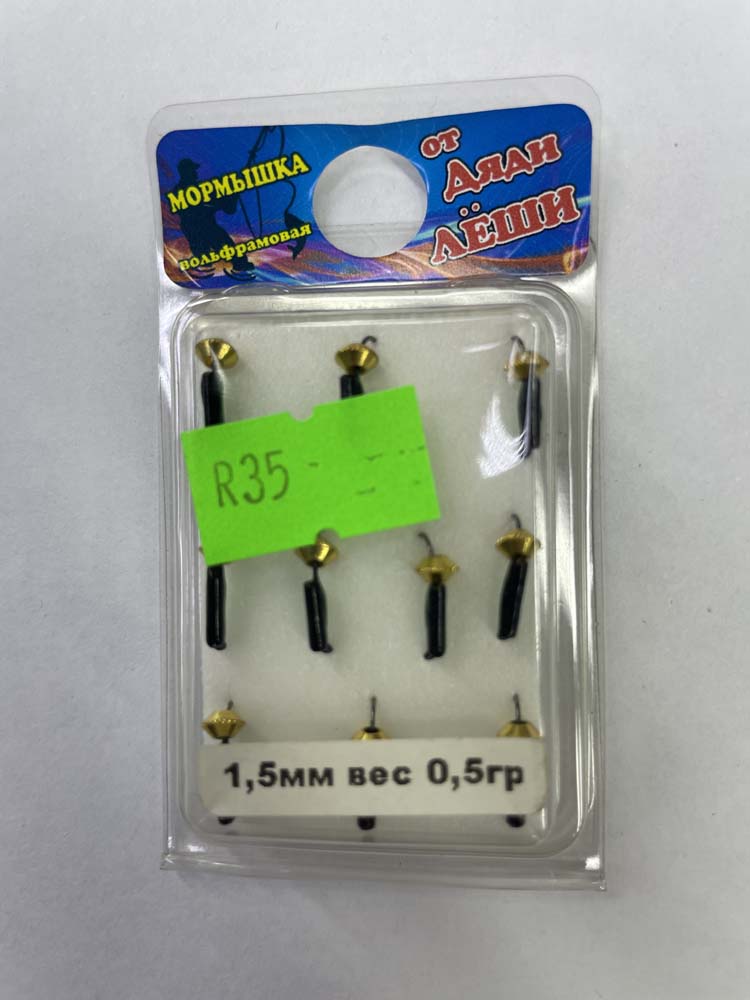 МОРМЫШКА
вольфрамовая
от
Дяди
ЛЁШИ
R35
1,5мм вес 0,5гр